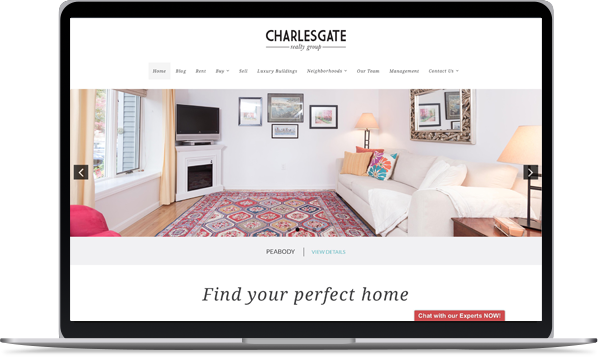 CHARLESGATE
realty group
Home Blog Rent Buy Sell Luxury Buildings Neighborhoods Our Team Management Contact Us
PEABODY | VIEW DETAILS
Find your perfect home
Chat with our Experts NOW!